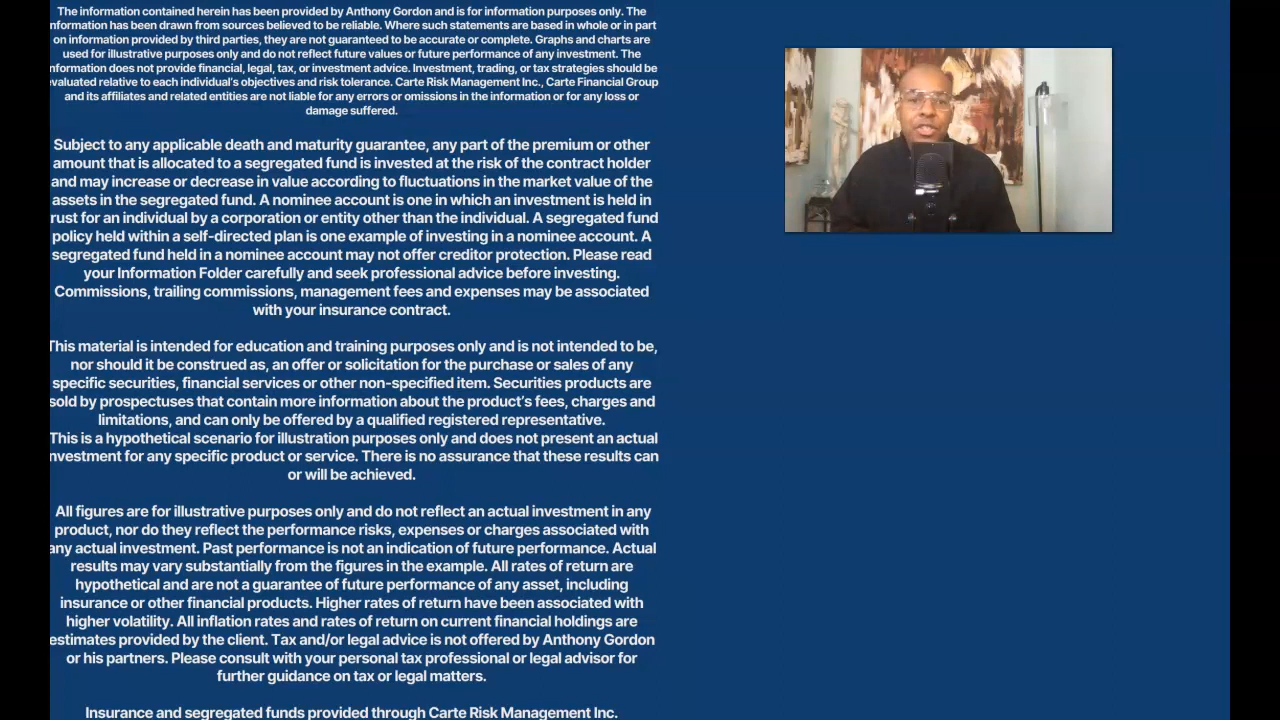 The information contained herein has been provided by Anthony Gordon and is for information purposes only. The
nformation has been drawn from sources believed to be reliable. Where such statements are based in whole or in part
on information provided by third parties, they are not guaranteed to be accurate or complete. Graphs and charts are
used for illustrative purposes only and do not reflect future values or future performance of any investment. The
nformation does not provide financial, legal, tax, or investment advice. Investment, trading, or tax strategies should be
evaluated relative to each individual's objectives and risk tolerance. Carte Risk Management Inc., Carte Financial Group
and its affiliates and related entities are not liable for any errors or omissions in the information or for any loss or
damage suffered.
Subject to any applicable death and maturity guarantee, any part of the premium or other
amount that is allocated to a segregated fund is invested at the risk of the contract holder
and may increase or decrease in value according to fluctuations in the market value of the
assets in the segregated fund. A nominee account is one in which an investment is held in
rust for an individual by a corporation or entity other than the individual. A segregated fund
policy held within a self-directed plan is one example of investing in a nominee account. A
segregated fund held in a nominee account may not offer creditor protection. Please read
your Information Folder carefully and seek professional advice before investing.
Commissions, trailing commissions, management fees and expenses may be associated
with your insurance contract.
This material is intended for education and training purposes only and is not intended to be,
nor should it be construed as, an offer or solicitation for the purchase or sales of any
specific securities, financial services or other non-specified item. Securities products are
sold by prospectuses that contain more information about the product's fees, charges and
limitations, and can only be offered by a qualified registered representative.
This is a hypothetical scenario for illustration purposes only and does not present an actual
nvestment for any specific product or service. There is no assurance that these results can
or will be achieved.
All figures are for illustrative purposes only and do not reflect an actual investment in any
product, nor do they reflect the performance risks, expenses or charges associated with
any actual investment. Past performance is not an indication of future performance. Actual
results may vary substantially from the figures in the example. All rates of return are
hypothetical and are not a guarantee of future performance of any asset, including
insurance or other financial products. Higher rates of return have been associated with
higher volatility. All inflation rates and rates of return on current financial holdings are
estimates provided by the client. Tax and/or legal advice is not offered by Anthony Gordon
or his partners. Please consult with your personal tax professional or legal advisor for
further guidance on tax or legal matters.
Insurance and segregated funds provided through Carte Risk Management Inc.